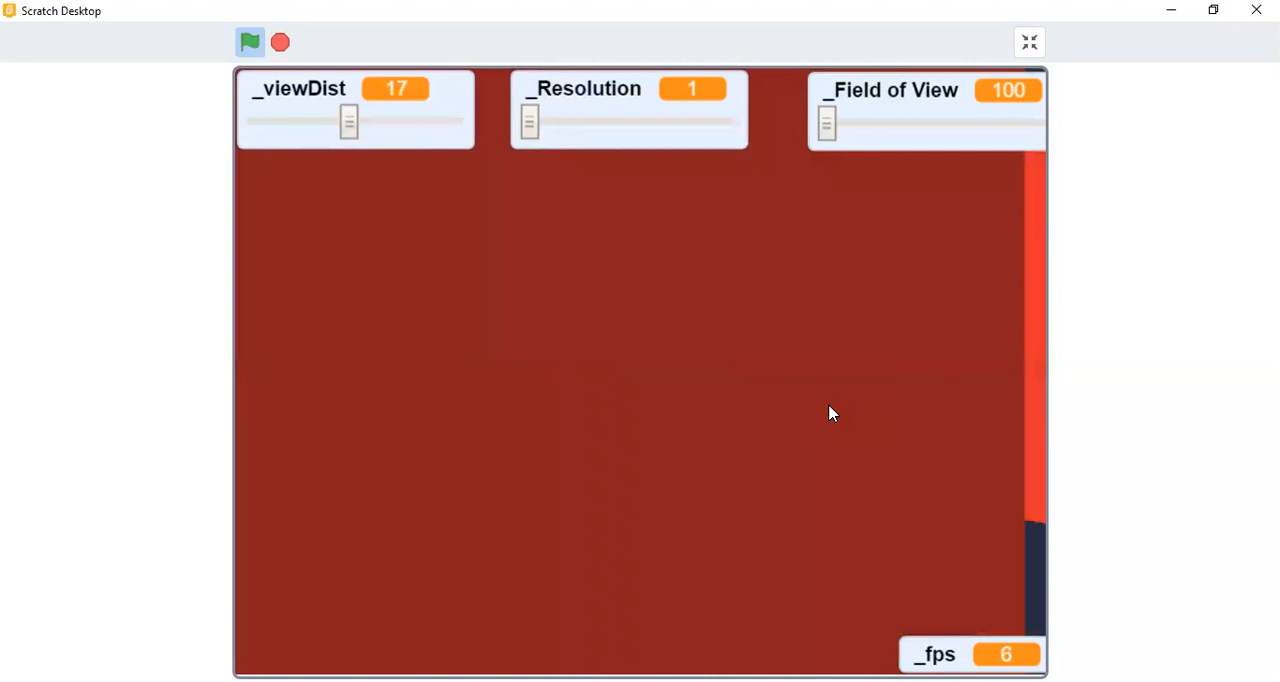 Scratch Desktop
_viewDist 17
_Resolution 1
_Field of View 100
_fps 6